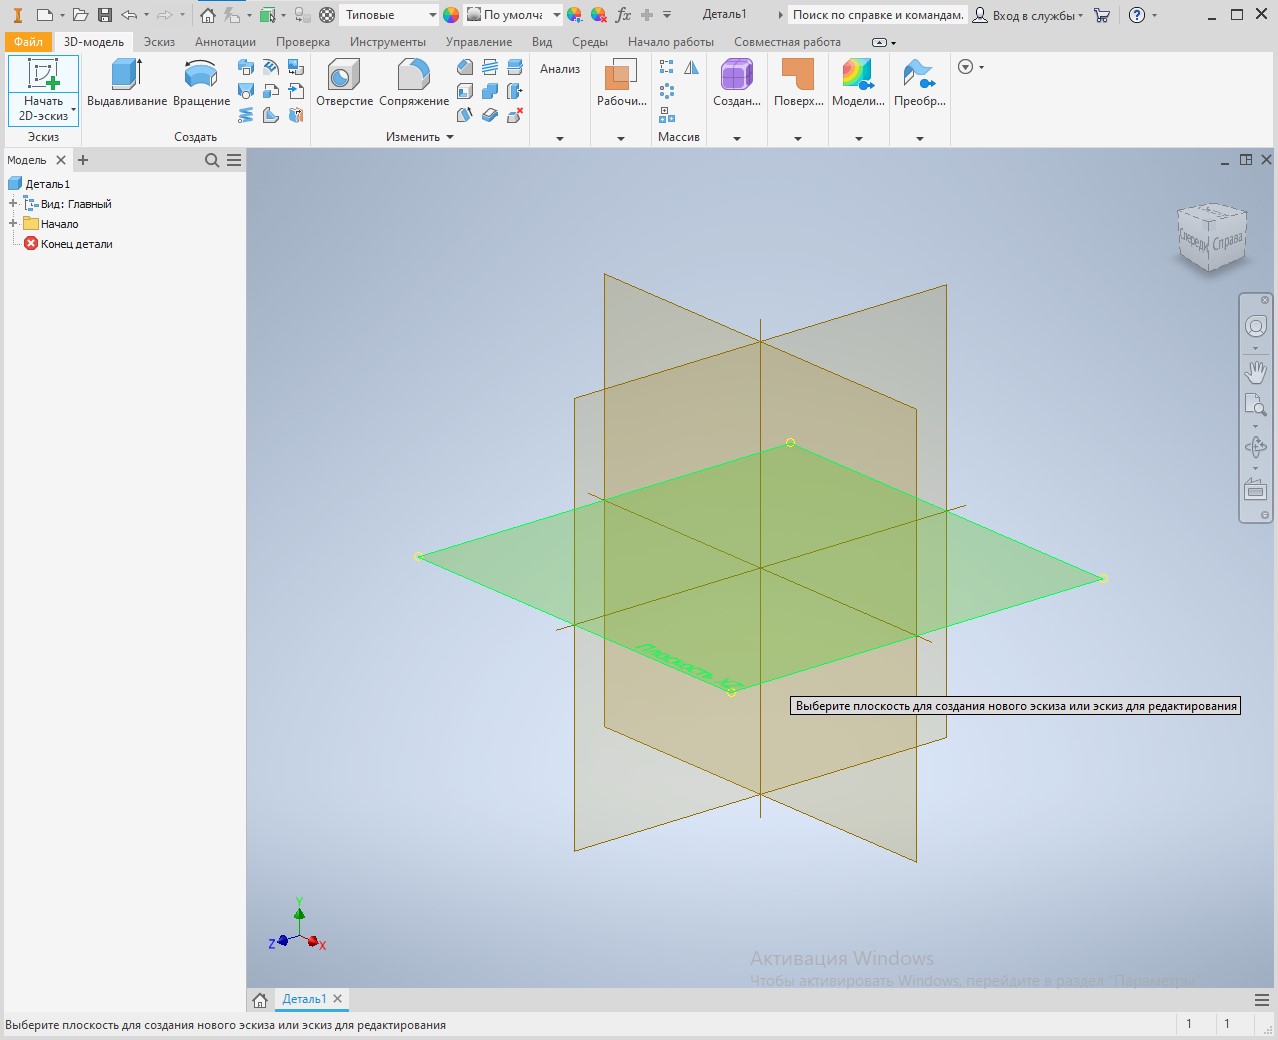 Типовые
По умолча
fx
Деталь1
Поиск по справке и командам.
Вход в службы
Файл
3D-модель
Эскиз
Аннотации
Проверка
Инструменты
Управление
Вид
Среды
Начало работы
Совместная работа
Начать
2D-эскиз
Выдавливание
Вращение
Отверстие
Сопряжение
Анализ
Рабочи...
Создан...
Поверх...
Модели...
Преобр...
Эскиз
Создать
Изменить
Массив
Модель
Деталь1
Вид: Главный
Начало
Конец детали
Спереди
Справа
Выберите плоскость для создания нового эскиза или эскиз для редактирования
Y
Z
X
Активация Windows
Чтобы активировать Windows, перейдите в раздел "Параметры
Деталь1
Выберите плоскость для создания нового эскиза или эскиз для редактирования
1
1